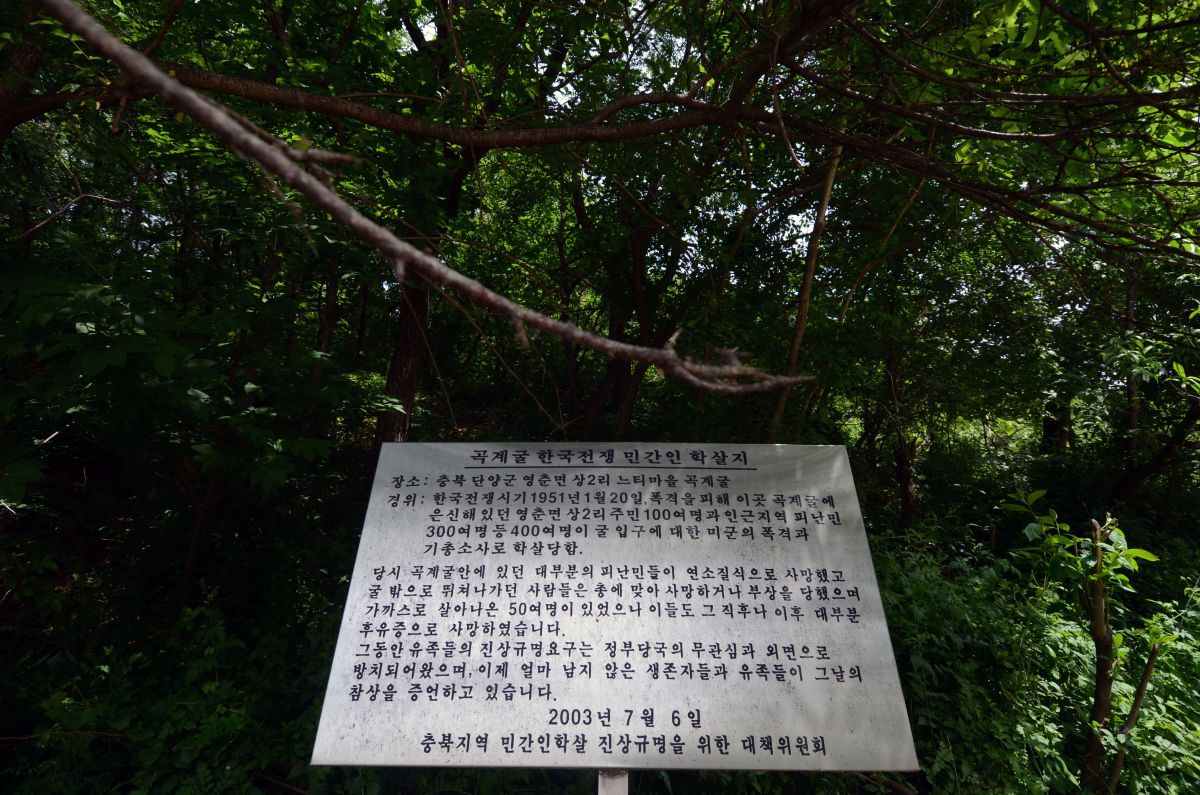 곡계굴 한국전쟁 민간인 학살지
장소 : 충북 단양군 영춘면 상2리 느티마을 곡계굴
경위 : 한국전쟁시기 1951년 1월 20일, 폭격을 피해 이곳 곡계굴에
은신해 있던 영춘면 상2리 주민 100여명과 인근지역 피난민
300여명 등 400여명이 굴 입구에 대한 미군의 폭격과
기총소사로 학살당함.
당시 곡계굴안에 있던 대부분의 피난민들이 연소질식으로 사망했고
굴 밖으로 뛰쳐나가던 사람들은 총에 맞아 사망하거나 부상을 당했으며
가까스로 살아나온 50여명이 있었으나 이들도 그 직후나 이후 대부분
후유증으로 사망하였습니다.
그동안 유족들의 진상규명요구는 정부당국의 무관심과 외면으로
방치되어왔으며, 이제 얼마 남지 않은 생존자들과 유족들이 그날의
참상을 증언하고 있습니다.
2003년 7월 6일
충북지역 민간인학살 진상규명을 위한 대책위원회